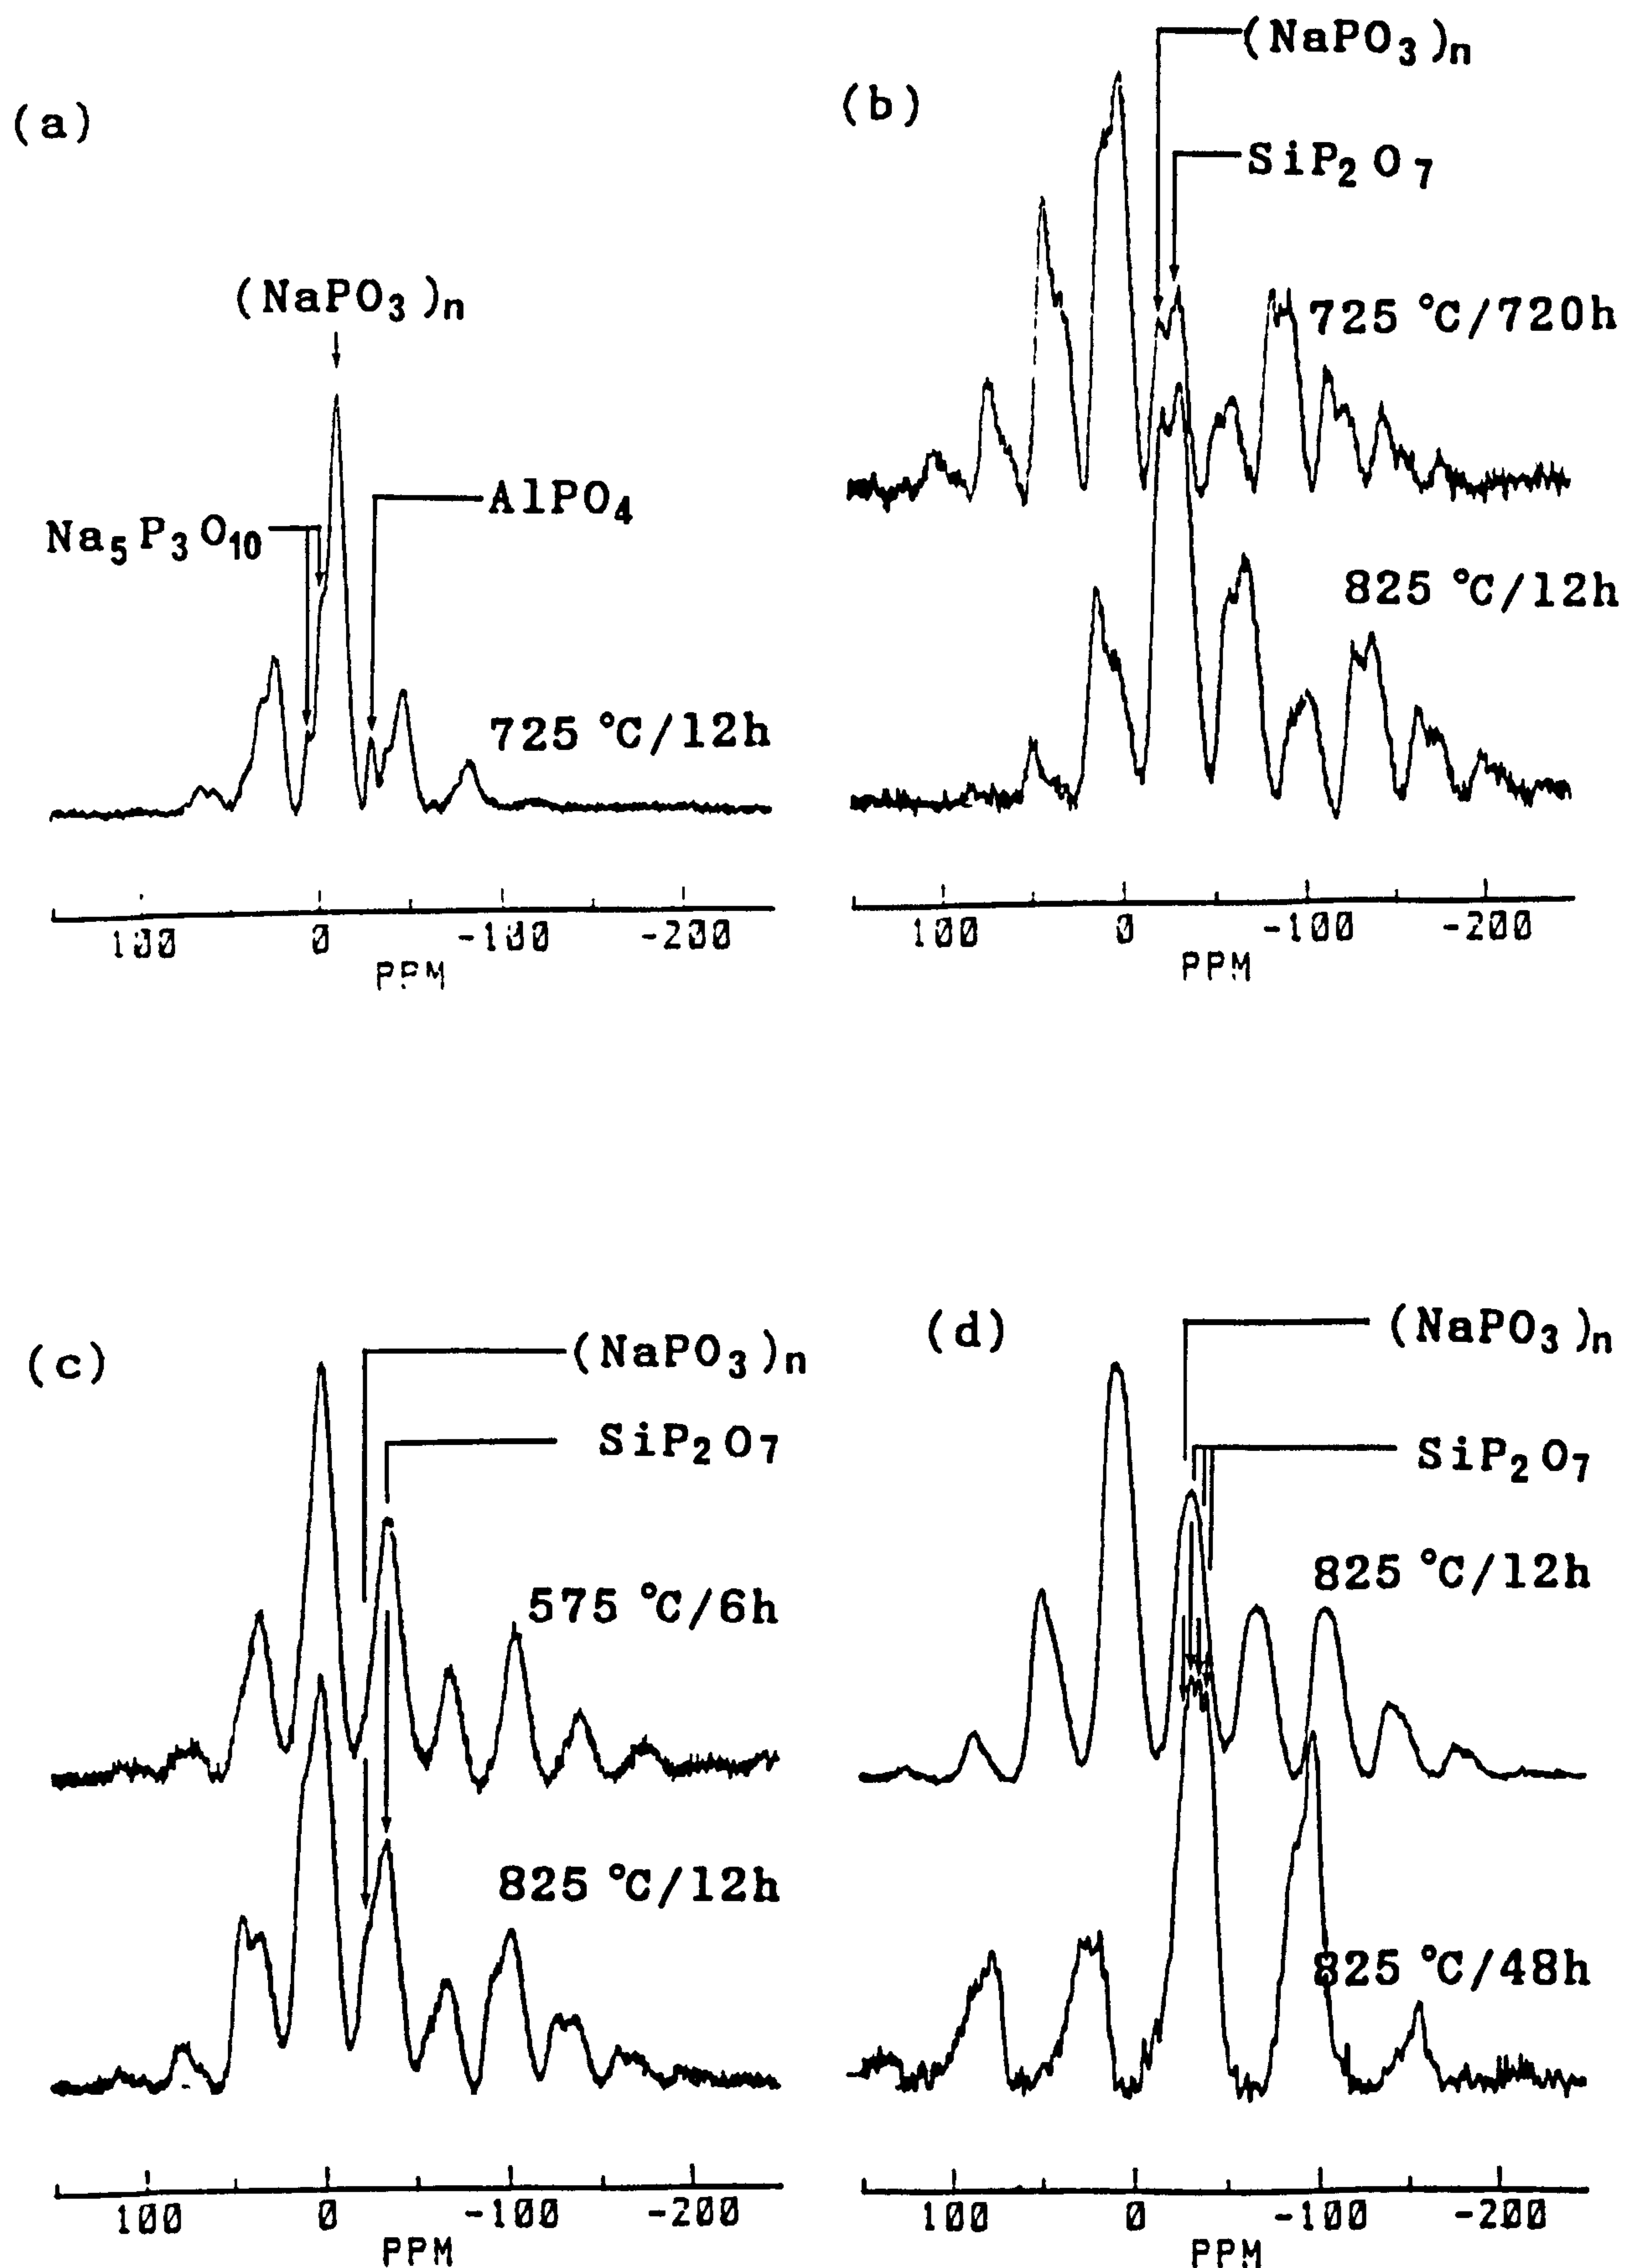 (a)
(NaPO₃)ₙ
AlPO₄
Na₅P₃O₁₀
725 °C/12h
100 0 -100 -200
PPM
(b)
(NaPO₃)ₙ
SiP₂O₇
725 °C/720h
825 °C/12h
100 0 -100 -200
PPM
(c)
(NaPO₃)ₙ
SiP₂O₇
575 °C/6h
825 °C/12h
100 0 -100 -200
PPM
(d)
(NaPO₃)ₙ
SiP₂O₇
825 °C/12h
825 °C/48h
100 0 -100 -200
PPM